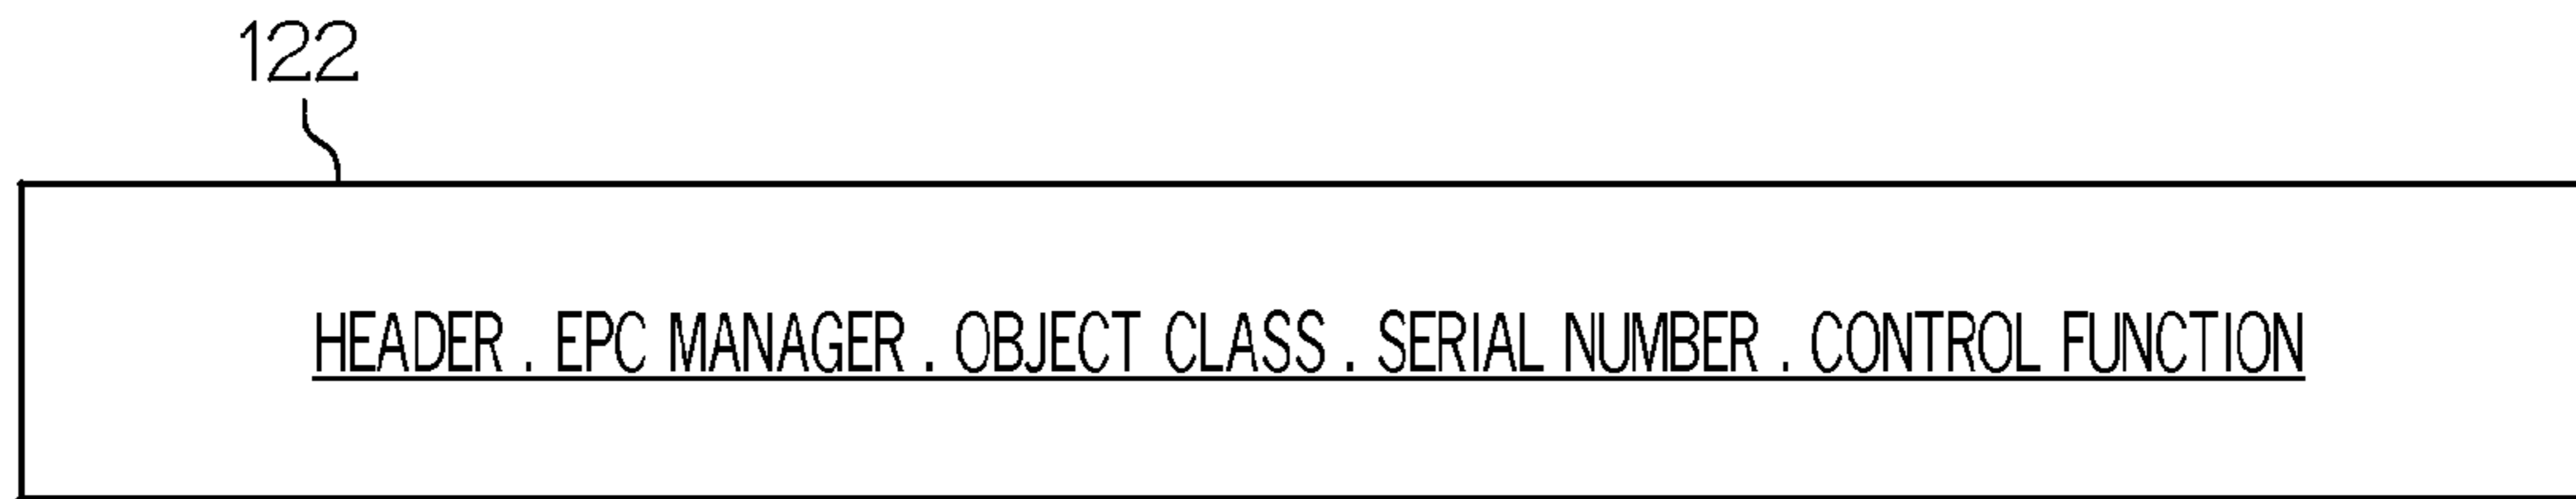 122
HEADER . EPC MANAGER . OBJECT CLASS . SERIAL NUMBER . CONTROL FUNCTION